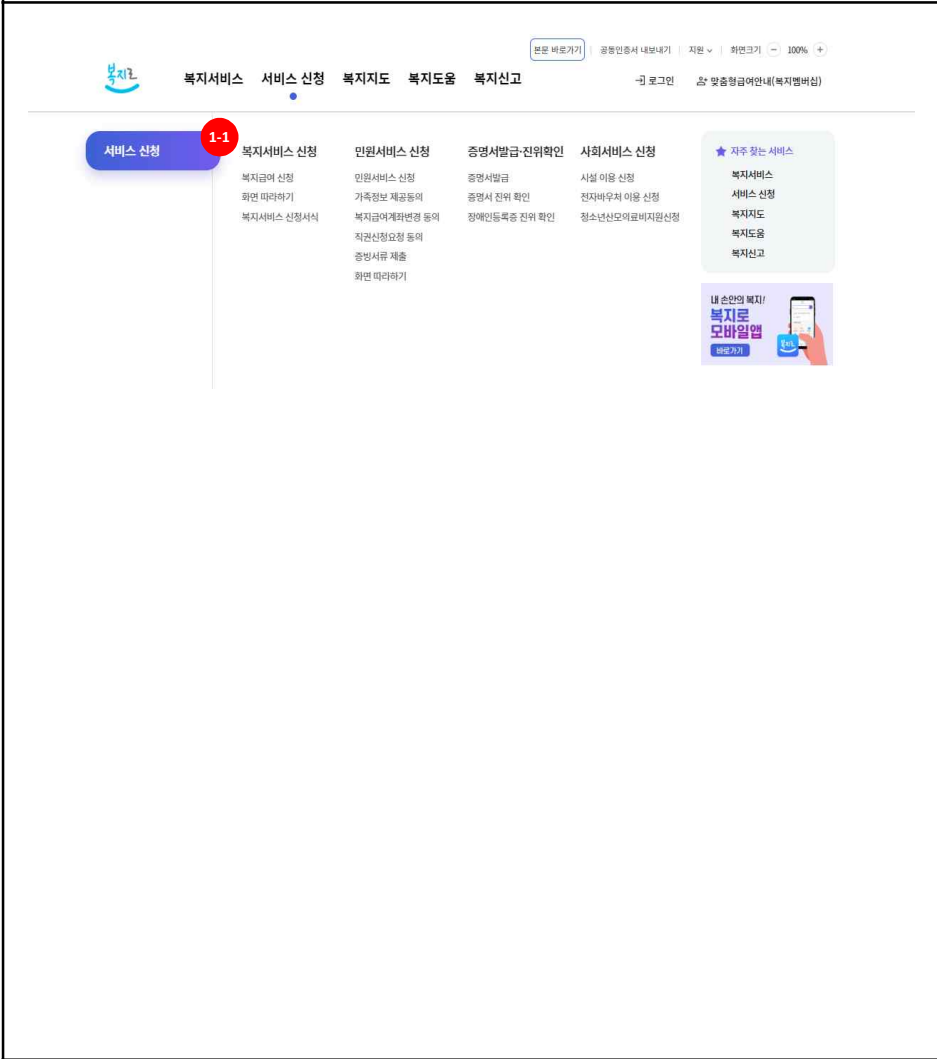 본문 바로가기 공동인증서 내보내기 지원 화면크기 - 100% +
복지로
복지서비스 서비스 신청 복지지도 복지도움 복지신고 로그인 맞춤형급여안내(복지멤버십)
서비스 신청
1-1
복지서비스 신청
복지급여 신청
화면 따라하기
복지서비스 신청서식
민원서비스 신청
민원서비스 신청
가족정보 제공동의
복지급여계좌변경 동의
직권신청요청 동의
증빙서류 제출
화면 따라하기
증명서발급·진위확인
증명서발급
증명서 진위 확인
장애인등록증 진위 확인
사회서비스 신청
시설 이용 신청
전자바우처 이용 신청
청소년산모의료비지원신청
자주 찾는 서비스
복지서비스
서비스 신청
복지지도
복지도움
복지신고
내 손안의 복지!
복지로
모바일앱
바로가기
복지로